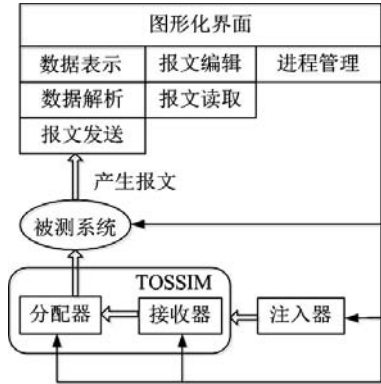 图形化界面
数据表示 报文编辑 进程管理
数据解析 报文读取
报文发送
产生报文
被测系统
TOSSIM
分配器 接收器 注入器